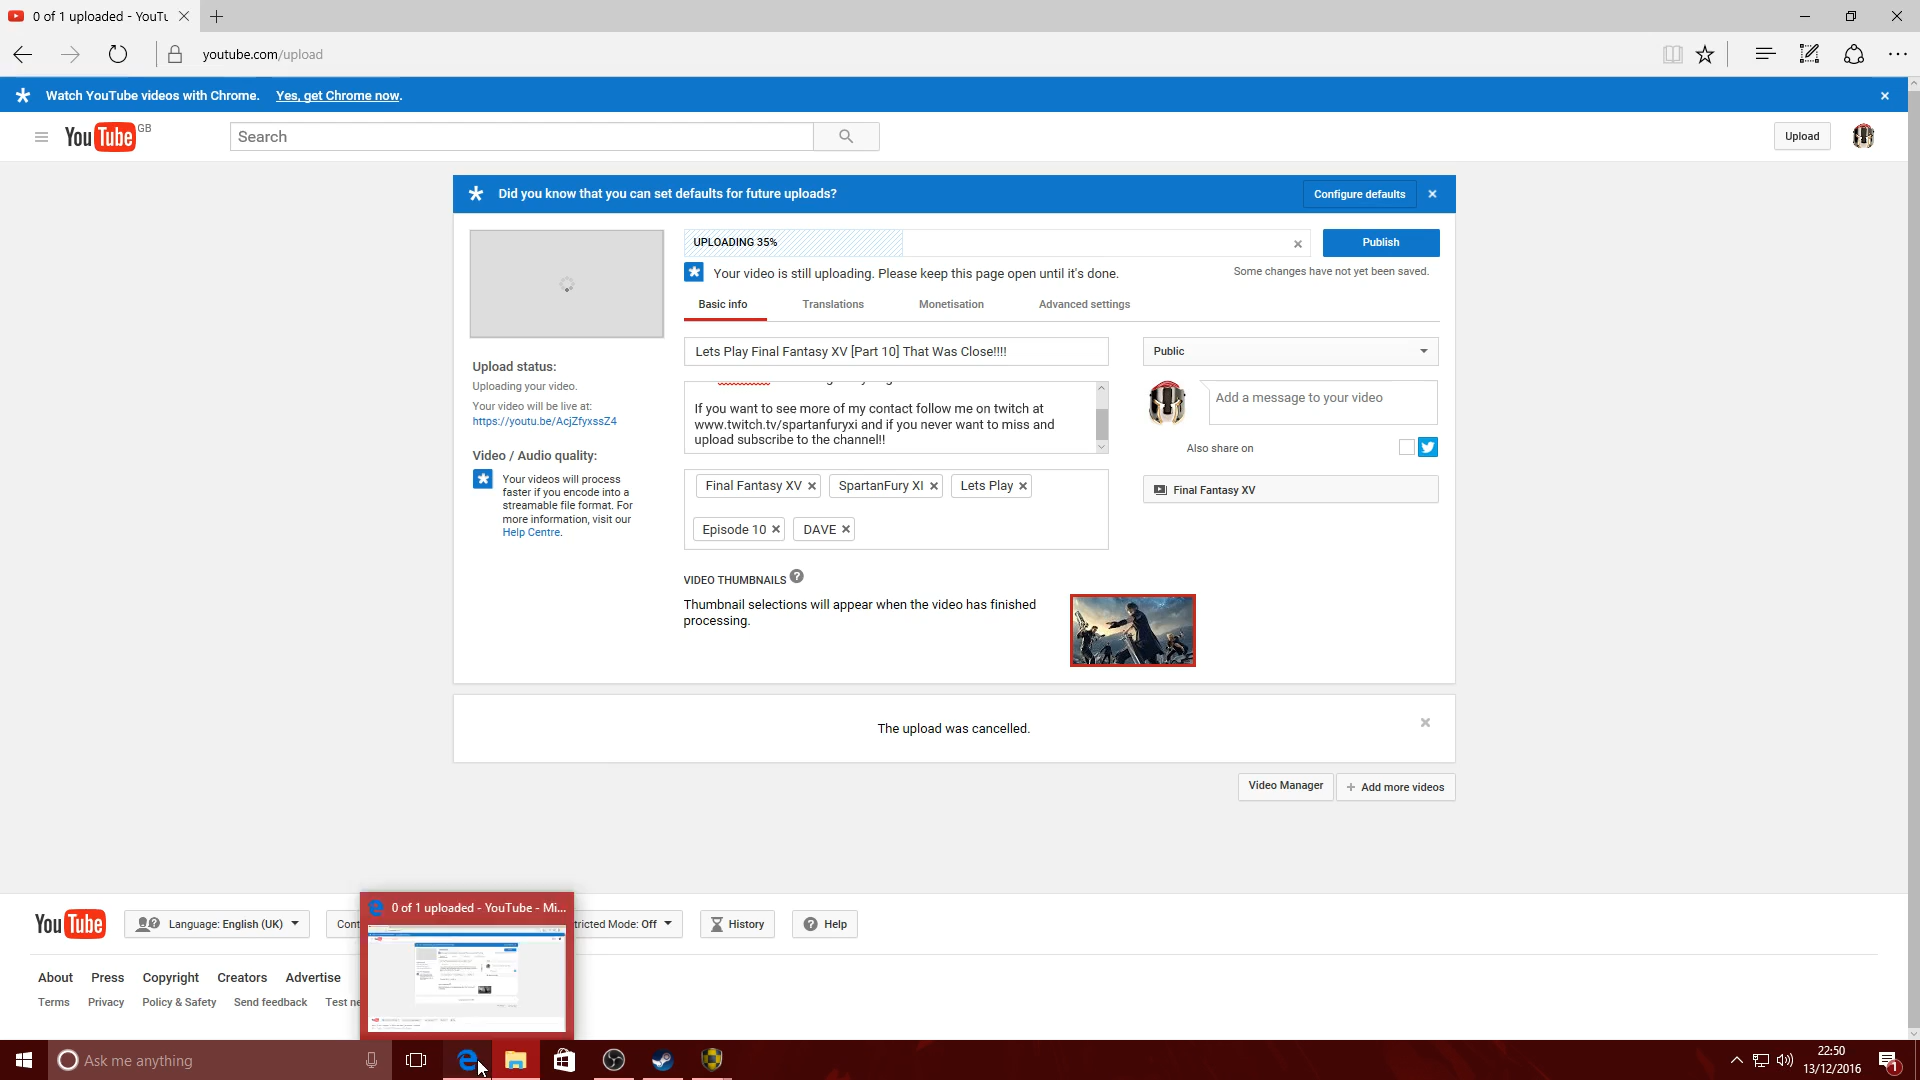 0 of 1 uploaded - YouTu
youtube.com/upload
Watch YouTube videos with Chrome. Yes, get Chrome now.
YouTube GB
Search
Upload
Did you know that you can set defaults for future uploads?
Configure defaults
UPLOADING 35%
Publish
Your video is still uploading. Please keep this page open until it's done.
Some changes have not yet been saved.
Basic info
Translations
Monetisation
Advanced settings
Upload status:
Uploading your video.
Your video will be live at:
https://youtu.be/AcjZfyxssZ4
Video / Audio quality:
Your videos will process
faster if you encode into a
streamable file format. For
more information, visit our
Help Centre.
Lets Play Final Fantasy XV [Part 10] That Was Close!!!!
If you want to see more of my contact follow me on twitch at
www.twitch.tv/spartanfuryxi and if you never want to miss and
upload subscribe to the channel!!
Final Fantasy XV
SpartanFury XI
Lets Play
Episode 10
DAVE
Public
Add a message to your video
Also share on
Final Fantasy XV
VIDEO THUMBNAILS
Thumbnail selections will appear when the video has finished
processing.
The upload was cancelled.
Video Manager
+ Add more videos
YouTube
Language: English (UK)
Cont
tricted Mode: Off
History
Help
0 of 1 uploaded - YouTube - Mi...
About
Press
Copyright
Creators
Advertise
Terms
Privacy
Policy & Safety
Send feedback
Test ne
Ask me anything
22:50
13/12/2016
1